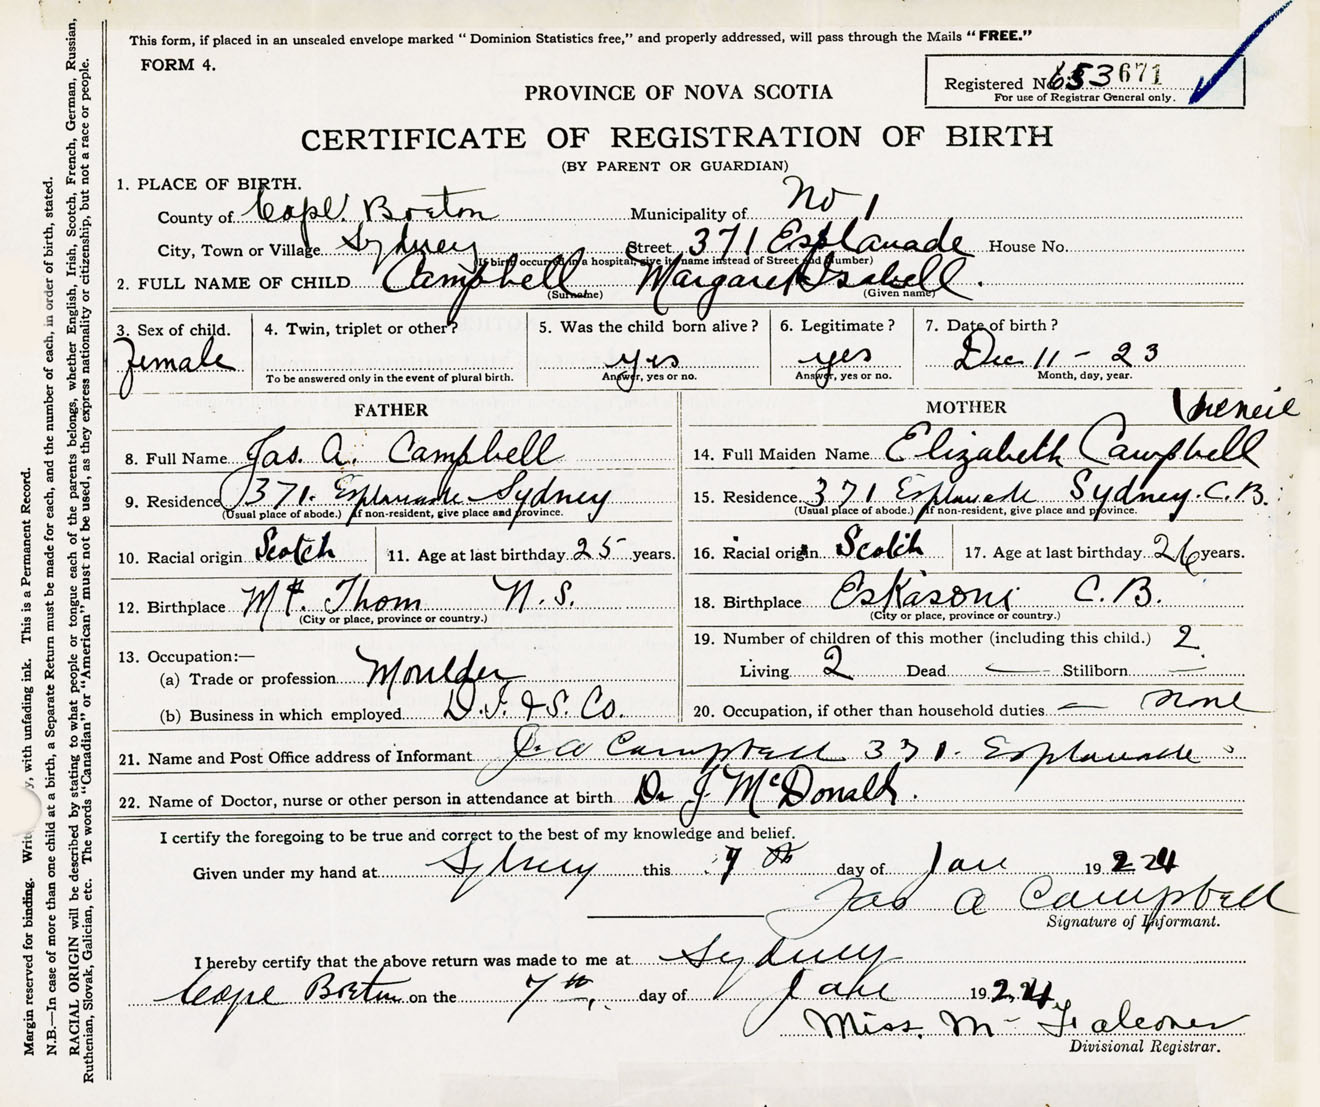 This form, if placed in an unsealed envelope marked "Dominion Statistics free," and properly addressed, will pass through the Mails "FREE."
FORM 4.
Registered No. 653671
For use of Registrar General only.
PROVINCE OF NOVA SCOTIA
CERTIFICATE OF REGISTRATION OF BIRTH
(BY PARENT OR GUARDIAN)
1. PLACE OF BIRTH.
County of Cape Breton Municipality of No 1
City, Town or Village Sydney Street 371 Esplanade House No.
(If birth occurred in a hospital, give its name instead of Street and Number)
2. FULL NAME OF CHILD Campbell Margaret Isabell.
(Surname) (Given name)
3. Sex of child. 4. Twin, triplet or other? 5. Was the child born alive? 6. Legitimate? 7. Date of birth?
Female yes yes Dec 11 - 23
To be answered only in the event of plural birth. Answer, yes or no. Answer, yes or no. Month, day, year.
FATHER MOTHER McNeil
8. Full Name Jas. A. Campbell 14. Full Maiden Name Elizabeth Campbell
9. Residence 371. Esplanade Sydney 15. Residence 371 Esplanade Sydney. C.B.
(Usual place of abode.) If non-resident, give place and province. (Usual place of abode.) If non-resident, give place and province.
10. Racial origin Scotch 11. Age at last birthday 25 years. 16. Racial origin Scotch 17. Age at last birthday 26 years.
12. Birthplace Mt. Thom N.S. 18. Birthplace Eskasoni C.B.
(City or place, province or country.) (City or place, province or country.)
19. Number of children of this mother (including this child.) 2.
13. Occupation:—
(a) Trade or profession Moulder Living 2 Dead — Stillborn —
(b) Business in which employed D.I. & S. Co. 20. Occupation, if other than household duties — none
21. Name and Post Office address of Informant J. A Campbell 371. Esplanade
22. Name of Doctor, nurse or other person in attendance at birth Dr J McDonald.
I certify the foregoing to be true and correct to the best of my knowledge and belief.
Given under my hand at Sydney this 7th day of Jan 1924
Jas A Campbell
Signature of Informant.
I hereby certify that the above return was made to me at Sydney
Cape Breton on the 7th. day of Jan 1924
Miss. M - Falconer
Divisional Registrar.
Margin reserved for binding. with unfading ink. This is a Permanent Record.
N.B.—In case of more than one child at a birth, a Separate Return must be made for each, and the number of each, in order of birth, stated.
RACIAL ORIGIN will be described by stating to what people or tongue each of the parents belongs, whether English, Irish, Scotch, French, German, Russian,
Ruthenian, Slovak, Galician, etc. The words "Canadian" or "American" must not be used, as they express nationality or citizenship, but not a race or people.